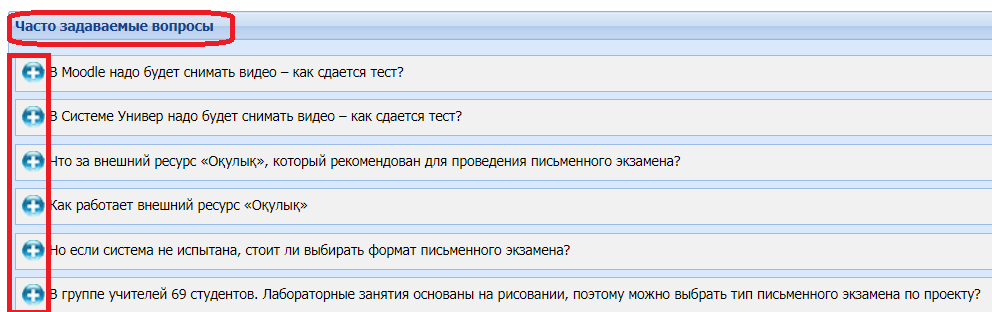 Часто задаваемые вопросы
В Moodle надо будет снимать видео – как сдается тест?
В Системе Универ надо будет снимать видео – как сдается тест?
Что за внешний ресурс «Оқулық», который рекомендован для проведения письменного экзамена?
Как работает внешний ресурс «Оқулық»
Но если система не испытана, стоит ли выбирать формат письменного экзамена?
В группе учителей 69 студентов. Лабораторные занятия основаны на рисовании, поэтому можно выбрать тип письменного экзамена по проекту?